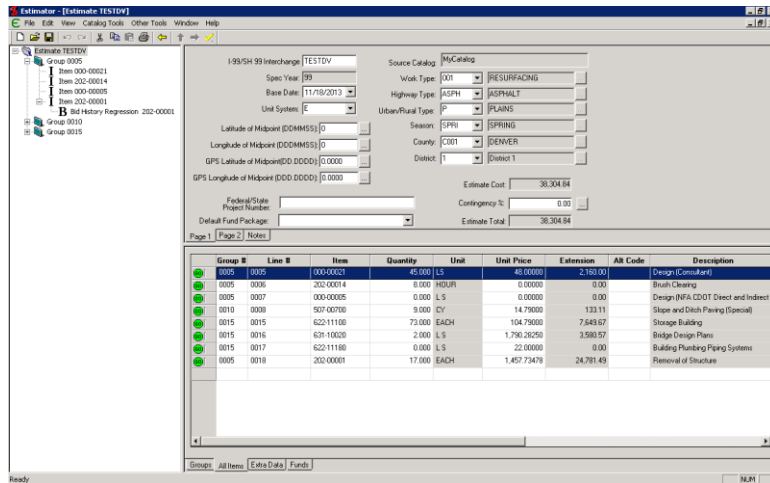 Estimator - [Estimate TESTDV]
File Edit View Catalog Tools Other Tools Window Help
Estimate TESTDV
Group 0005
I Item 000-00021
I Item 202-00014
I Item 000-00005
I Item 202-00001
B Bid History Regression 202-00001
Group 0010
Group 0015
I-99/SH 99 Interchange: TESTDV
Spec Year: 99
Base Date: 11/18/2013
Unit System: E
Latitude of Midpoint (DDMMSS): 0 ...
Longitude of Midpoint (DDDMMSS): 0 ...
GPS Latitude of Midpoint(DD.DDDD): 0.0000 ...
GPS Longitude of Midpoint (DDD.DDDD): 0.0000 ...
Source Catalog: MyCatalog
Work Type: 001 RESURFACING
Highway Type: ASPH ASPHALT
Urban/Rural Type: P PLAINS
Season: SPRI SPRING
County: C001 DENVER
District: 1 District 1
Estimate Cost: 38,304.84
Federal/State Project Number:
Contingency %: 0.00 ...
Default Fund Package:
Estimate Total: 38,304.84
Page 1 Page 2 Notes
Group # Line # Item Quantity Unit Unit Price Extension Alt Code Description
0005 0005 000-00021 45.000 LS 48.00000 2,160.00 Design (Consultant)
0005 0006 202-00014 8.000 HOUR 0.00000 0.00 Brush Clearing
0005 0007 000-00005 0.000 L S 0.00000 0.00 Design (NFA CDOT Direct and Indirect
0010 0008 507-00700 9.000 CY 14.79000 133.11 Slope and Ditch Paving (Special)
0015 0015 622-11100 73.000 EACH 104.79000 7,649.67 Storage Building
0015 0016 631-10020 2.000 L S 1,790.28250 3,580.57 Bridge Design Plans
0015 0017 622-11180 0.000 L S 22.00000 0.00 Building Plumbing Piping Systems
0005 0018 202-00001 17.000 EACH 1,457.73478 24,781.49 Removal of Structure
Groups All Items Extra Data Funds
Ready NUM